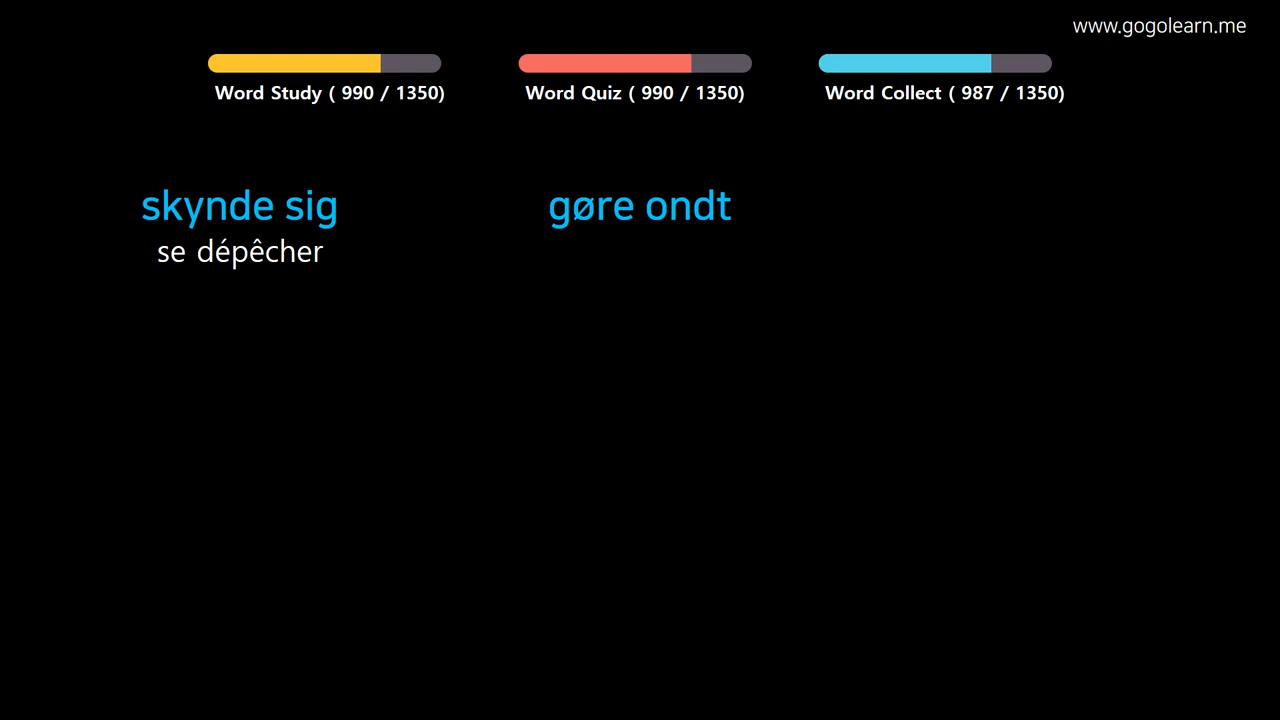 www.gogolearn.me
Word Study ( 990 / 1350)
Word Quiz ( 990 / 1350)
Word Collect ( 987 / 1350)
skynde sig
se dépêcher
gøre ondt